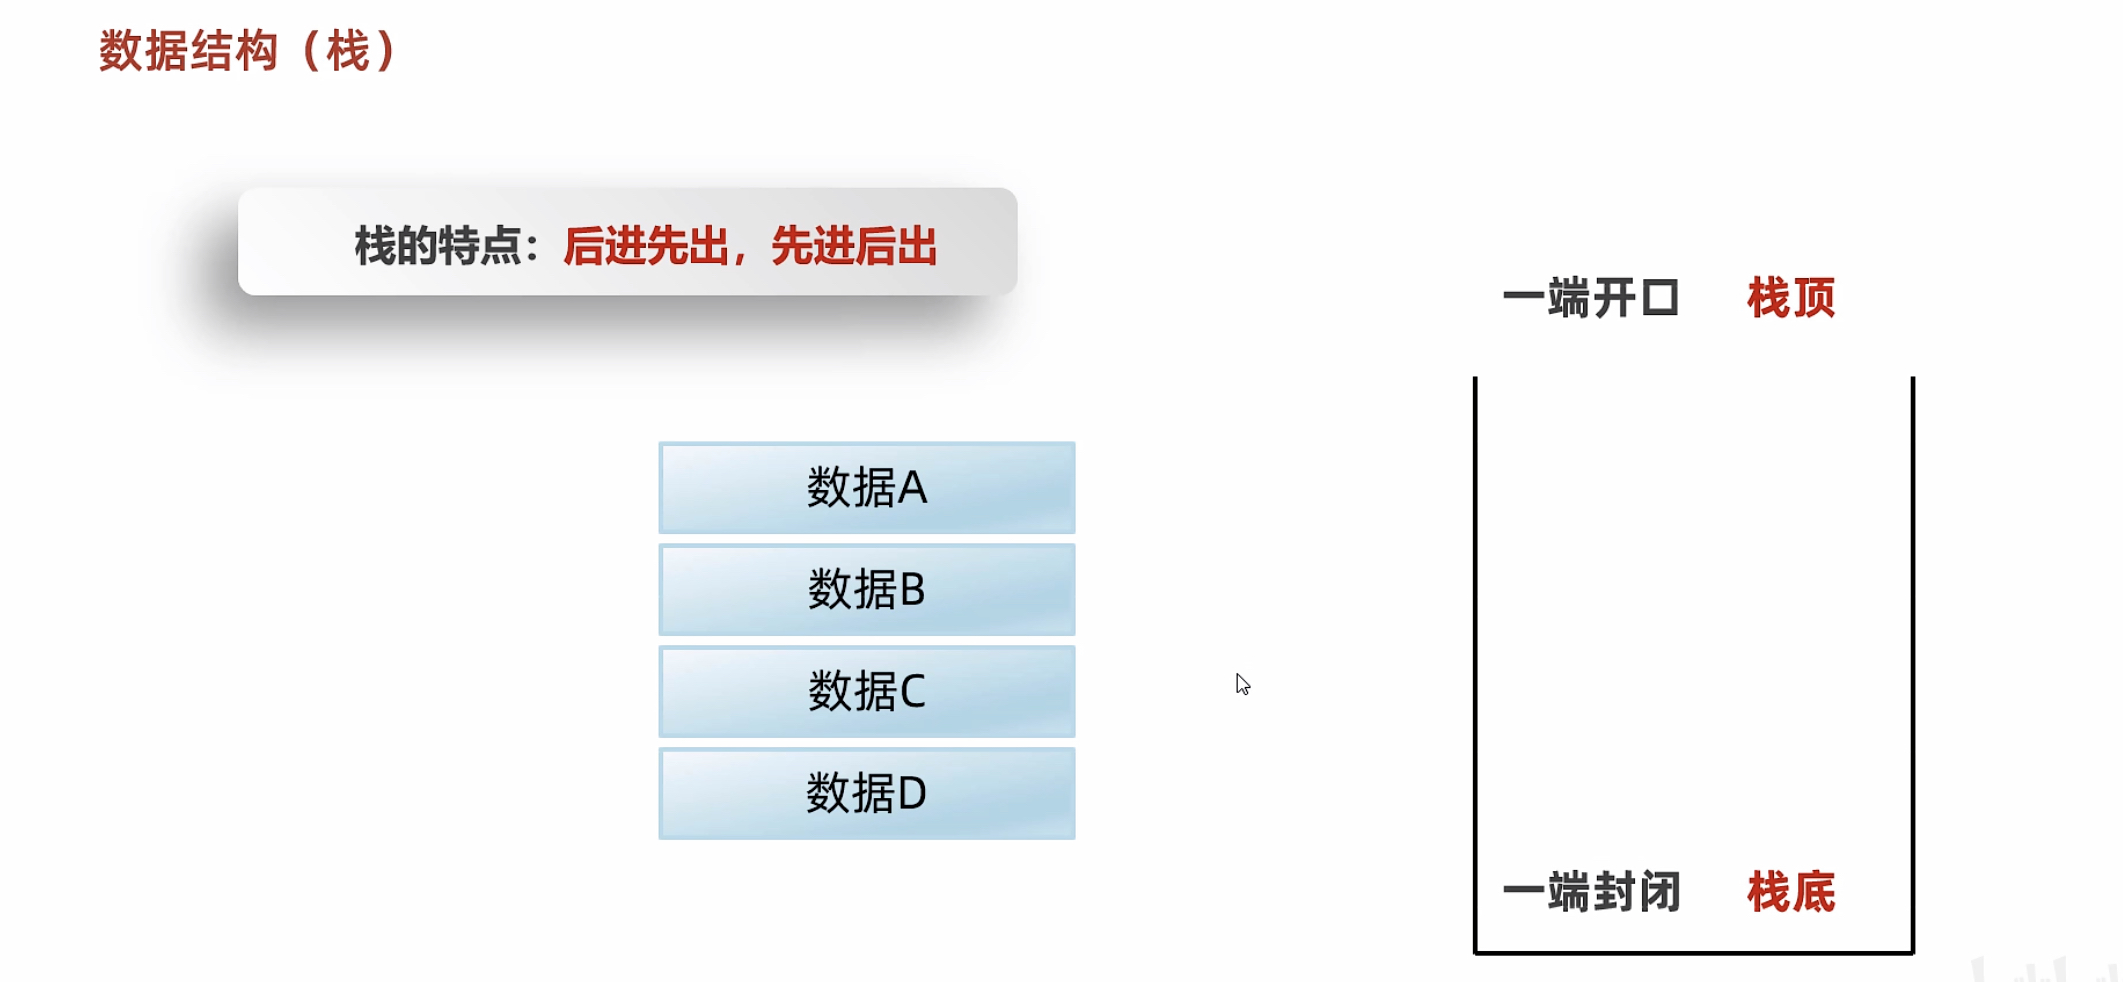 数据结构（栈）
栈的特点：后进先出，先进后出
一端开口 栈顶
数据A
数据B
数据C
数据D
一端封闭 栈底